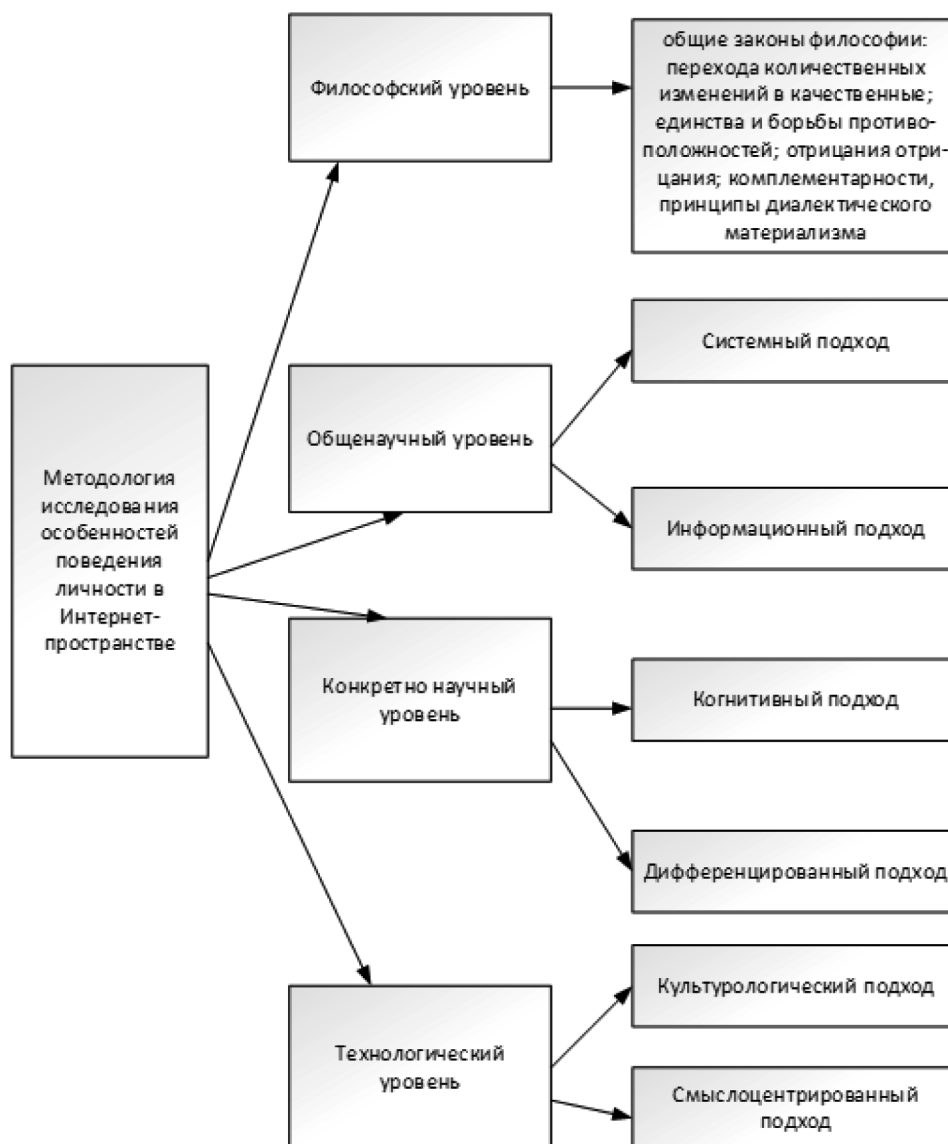 Методология
исследования
особенностей
поведения
личности в
Интернет-
пространстве
Философский уровень
общие законы философии:
перехода количественных
изменений в качественные;
единства и борьбы противо-
положностей; отрицания отри-
цания; комплементарности,
принципы диалектического
материализма
Общенаучный уровень
Системный подход
Информационный подход
Конкретно научный
уровень
Когнитивный подход
Дифференцированный подход
Технологический
уровень
Культурологический подход
Смыслоцентрированный
подход